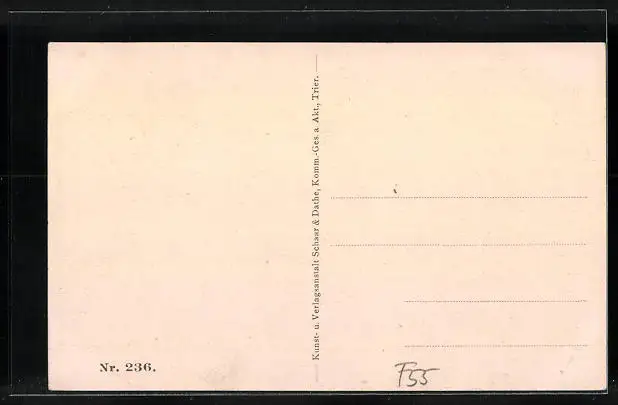 Kunst- u. Verlagsanstalt Schaar & Dathe, Komm.-Ges. a. Akt., Trier.
Nr. 236.
F55